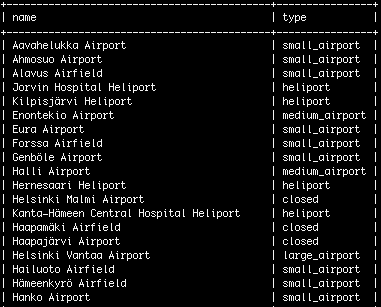 name type
Aavahelukka Airport small_airport
Ahmosuo Airport small_airport
Alavus Airfield small_airport
Jorvin Hospital Heliport heliport
Kilpisjärvi Heliport heliport
Enontekio Airport medium_airport
Eura Airport small_airport
Forssa Airfield small_airport
Genböle Airport small_airport
Halli Airport medium_airport
Hernesaari Heliport heliport
Helsinki Malmi Airport closed
Kanta-Hämeen Central Hospital Heliport heliport
Haapamäki Airfield closed
Haapajärvi Airport closed
Helsinki Vantaa Airport large_airport
Hailuoto Airfield small_airport
Hämeenkyrö Airfield small_airport
Hanko Airport small_airport